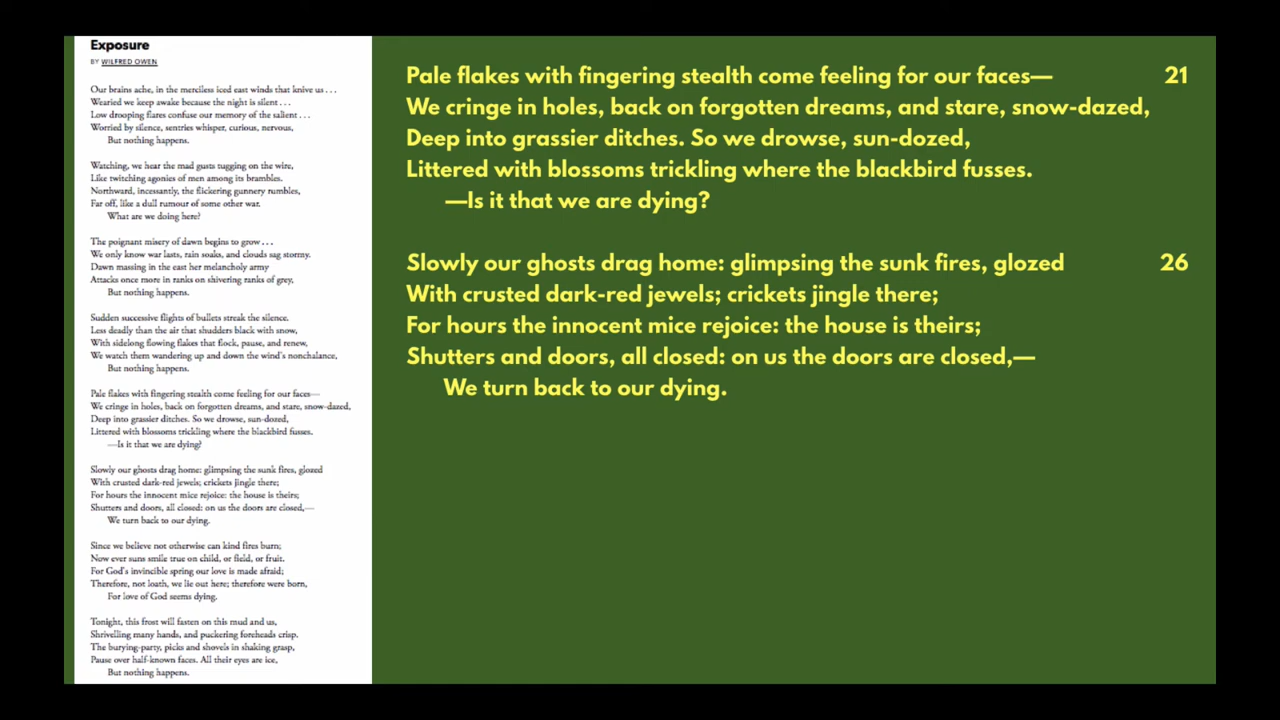 Exposure
BY WILFRED OWEN
Our brains ache, in the merciless iced east winds that knive us . . .
Wearied we keep awake because the night is silent . . .
Low drooping flares confuse our memory of the salient . . .
Worried by silence, sentries whisper, curious, nervous,
But nothing happens.
Watching, we hear the mad gusts tugging on the wire,
Like twitching agonies of men among its brambles.
Northward, incessantly, the flickering gunnery rumbles,
Far off, like a dull rumour of some other war.
What are we doing here?
The poignant misery of dawn begins to grow . . .
We only know war lasts, rain soaks, and clouds sag stormy.
Dawn massing in the east her melancholy army
Attacks once more in ranks on shivering ranks of grey,
But nothing happens.
Sudden successive flights of bullets streak the silence.
Less deadly than the air that shudders black with snow,
With sidelong flowing flakes that flock, pause, and renew,
We watch them wandering up and down the wind's nonchalance,
But nothing happens.
Pale flakes with fingering stealth come feeling for our faces—
We cringe in holes, back on forgotten dreams, and stare, snow-dazed,
Deep into grassier ditches. So we drowse, sun-dozed,
Littered with blossoms trickling where the blackbird fusses.
—Is it that we are dying?
Slowly our ghosts drag home: glimpsing the sunk fires, glozed
With crusted dark-red jewels; crickets jingle there;
For hours the innocent mice rejoice: the house is theirs;
Shutters and doors, all closed: on us the doors are closed,—
We turn back to our dying.
Since we believe not otherwise can kind fires burn;
Now ever suns smile true on child, or field, or fruit.
For God's invincible spring our love is made afraid;
Therefore, not loath, we lie out here; therefore were born,
For love of God seems dying.
Tonight, this frost will fasten on this mud and us,
Shrivelling many hands, and puckering foreheads crisp.
The burying-party, picks and shovels in shaking grasp,
Pause over half-known faces. All their eyes are ice,
But nothing happens.
Pale flakes with fingering stealth come feeling for our faces— 21
We cringe in holes, back on forgotten dreams, and stare, snow-dazed,
Deep into grassier ditches. So we drowse, sun-dozed,
Littered with blossoms trickling where the blackbird fusses.
—Is it that we are dying?
Slowly our ghosts drag home: glimpsing the sunk fires, glozed 26
With crusted dark-red jewels; crickets jingle there;
For hours the innocent mice rejoice: the house is theirs;
Shutters and doors, all closed: on us the doors are closed,—
We turn back to our dying.